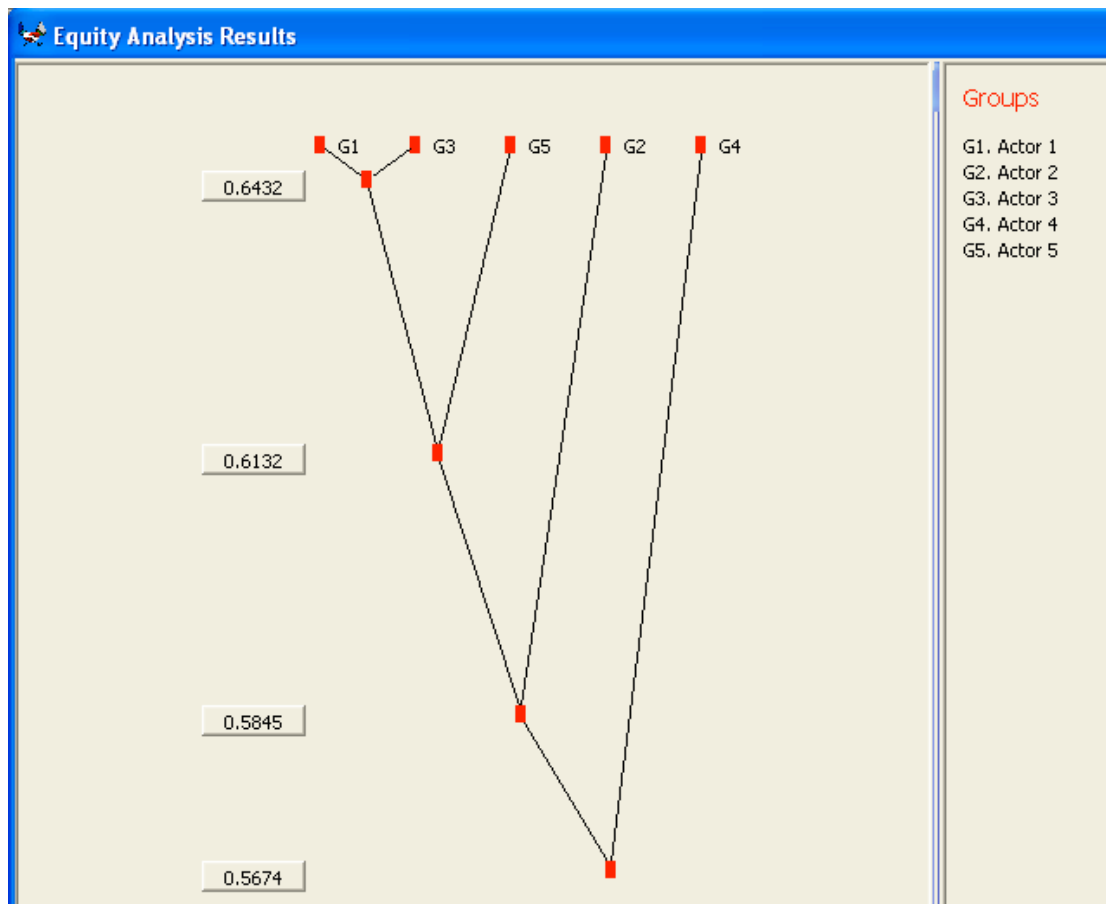 Equity Analysis Results
G1 G3 G5 G2 G4
0.6432
0.6132
0.5845
0.5674
Groups
G1. Actor 1
G2. Actor 2
G3. Actor 3
G4. Actor 4
G5. Actor 5